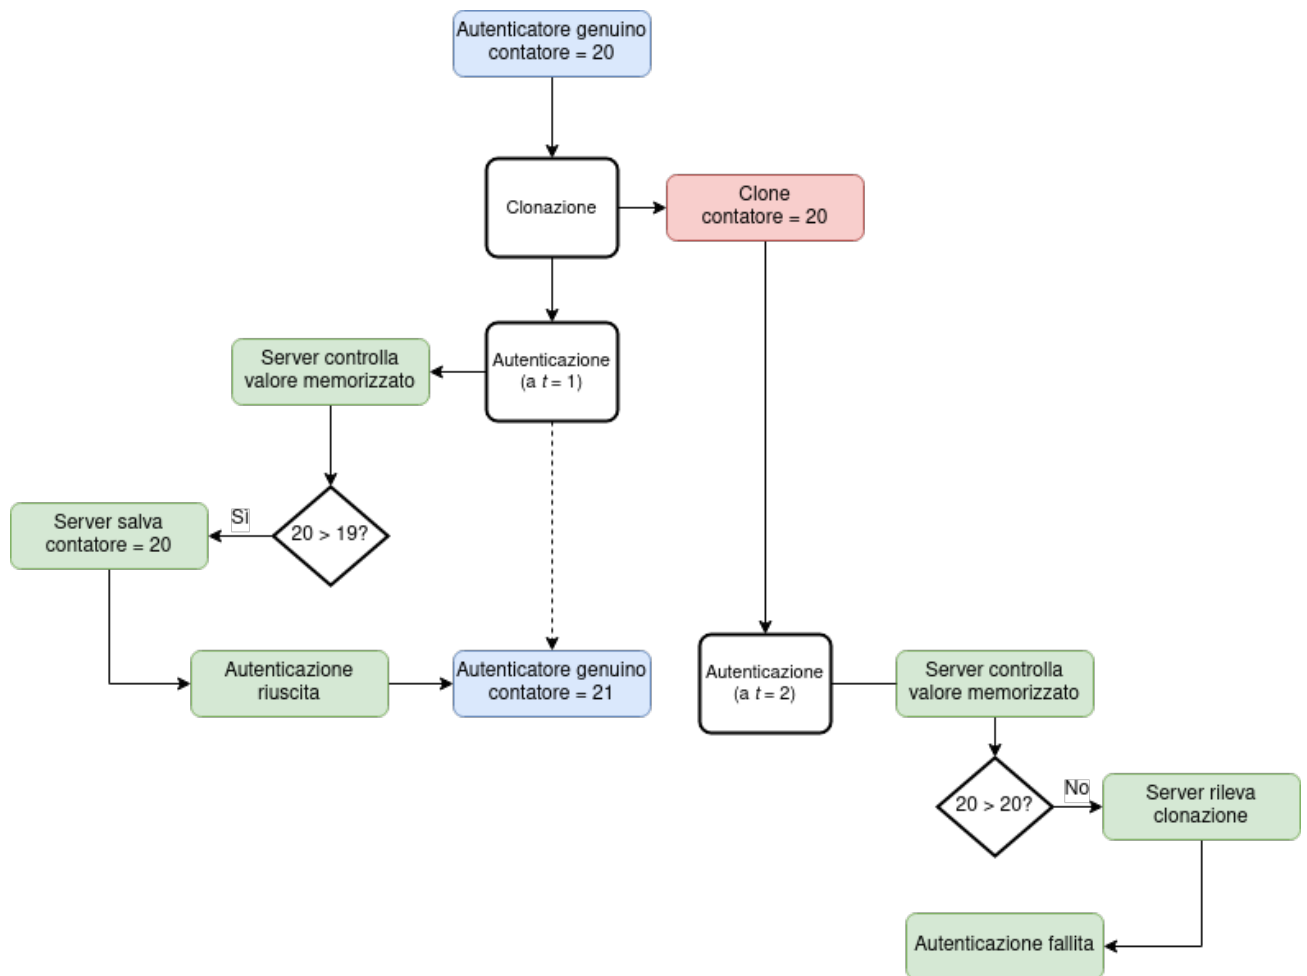 Autenticatore genuino
contatore = 20
Clonazione
Clone
contatore = 20
Autenticazione
(a t = 1)
Server controlla
valore memorizzato
20 > 19?
Sì
Server salva
contatore = 20
Autenticazione
riuscita
Autenticatore genuino
contatore = 21
Autenticazione
(a t = 2)
Server controlla
valore memorizzato
20 > 20?
No
Server rileva
clonazione
Autenticazione fallita